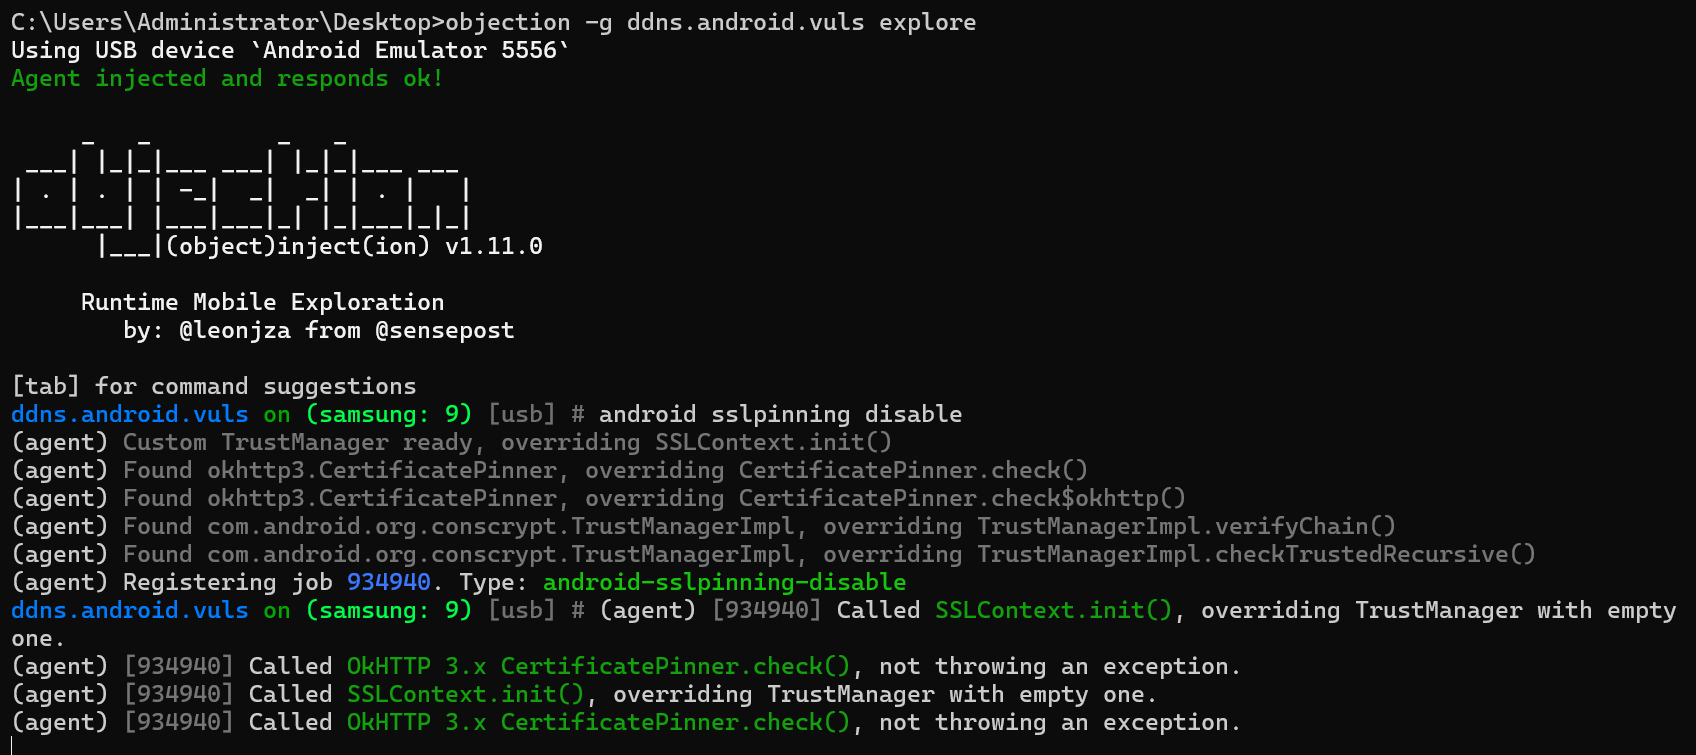 C:\Users\Administrator\Desktop>objection -g ddns.android.vuls explore
Using USB device `Android Emulator 5556`
Agent injected and responds ok!
     _   _         _   _
 ___| |_|_|___ ___| |_|_|___ ___
| . | . | | -_|  _|  _| | . |   |
|___|___| |___|___|_| |_|___|_|_|
      |___|(object)inject(ion) v1.11.0
     Runtime Mobile Exploration
        by: @leonjza from @sensepost
[tab] for command suggestions
ddns.android.vuls on (samsung: 9) [usb] # android sslpinning disable
(agent) Custom TrustManager ready, overriding SSLContext.init()
(agent) Found okhttp3.CertificatePinner, overriding CertificatePinner.check()
(agent) Found okhttp3.CertificatePinner, overriding CertificatePinner.check$okhttp()
(agent) Found com.android.org.conscrypt.TrustManagerImpl, overriding TrustManagerImpl.verifyChain()
(agent) Found com.android.org.conscrypt.TrustManagerImpl, overriding TrustManagerImpl.checkTrustedRecursive()
(agent) Registering job 934940. Type: android-sslpinning-disable
ddns.android.vuls on (samsung: 9) [usb] # (agent) [934940] Called SSLContext.init(), overriding TrustManager with empty
one.
(agent) [934940] Called OkHTTP 3.x CertificatePinner.check(), not throwing an exception.
(agent) [934940] Called SSLContext.init(), overriding TrustManager with empty one.
(agent) [934940] Called OkHTTP 3.x CertificatePinner.check(), not throwing an exception.